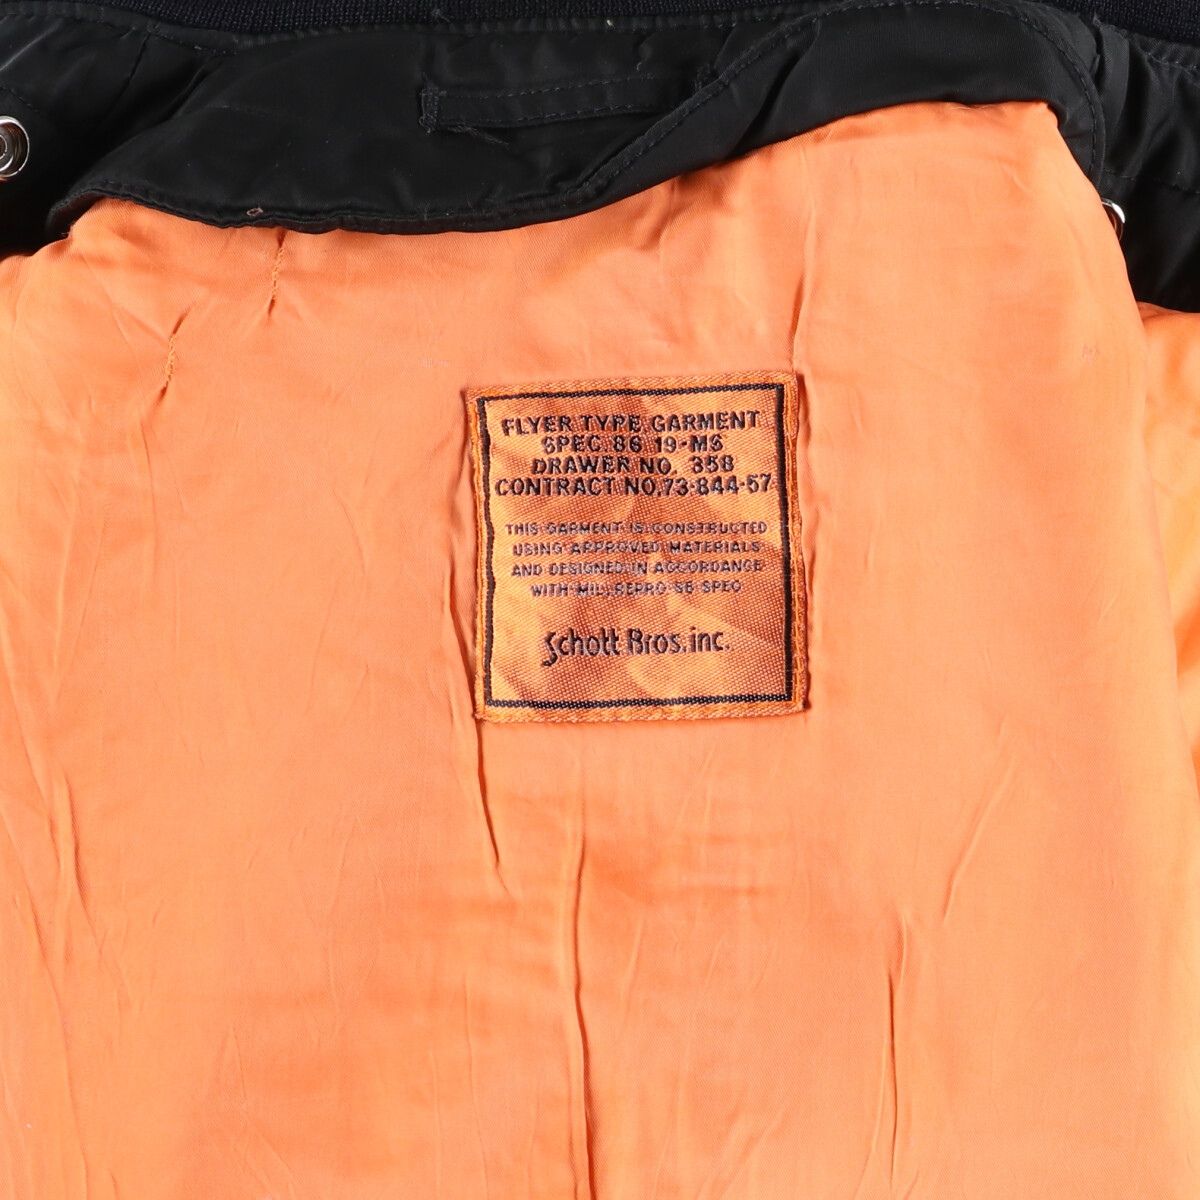 FLYER TYPE GARMENT
SPEC 86 19-MS
DRAWER NO. 358
CONTRACT NO,73-844-57
THIS GARMENT IS CONSTRUCTED
USING APPROVED MATERIALS
AND DESIGNED IN ACCORDANCE
WITH MIL. REPRO SB SPEC
Schott Bros. inc.